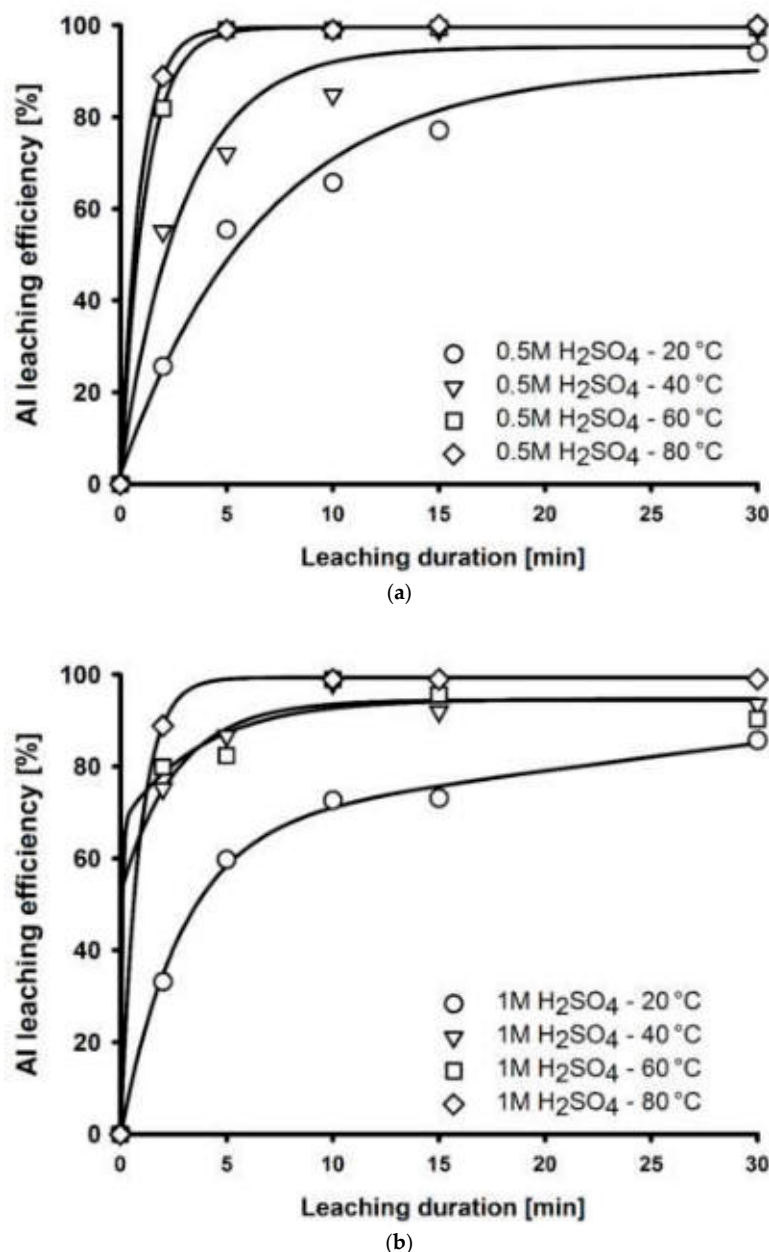 Al leaching efficiency [%]
100
80
60
40
20
0
0.5M H2SO4 - 20 °C
0.5M H2SO4 - 40 °C
0.5M H2SO4 - 60 °C
0.5M H2SO4 - 80 °C
0 5 10 15 20 25 30
Leaching duration [min]
(a)
Al leaching efficiency [%]
100
80
60
40
20
0
1M H2SO4 - 20 °C
1M H2SO4 - 40 °C
1M H2SO4 - 60 °C
1M H2SO4 - 80 °C
0 5 10 15 20 25 30
Leaching duration [min]
(b)